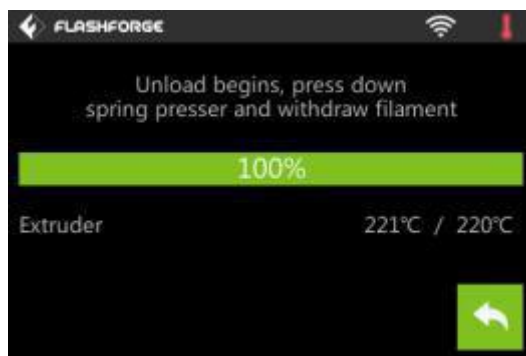 FLASHFORGE
Unload begins, press down
spring presser and withdraw filament
100%
Extruder 221℃ / 220℃